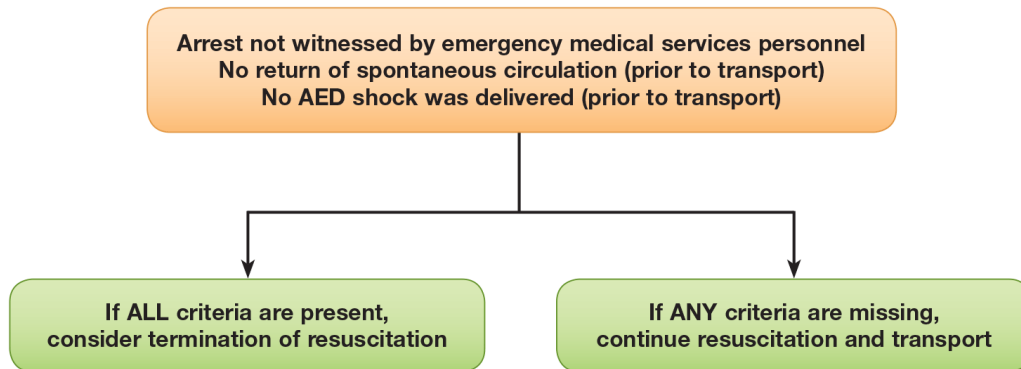 Arrest not witnessed by emergency medical services personnel
No return of spontaneous circulation (prior to transport)
No AED shock was delivered (prior to transport)
If ALL criteria are present,
consider termination of resuscitation
If ANY criteria are missing,
continue resuscitation and transport